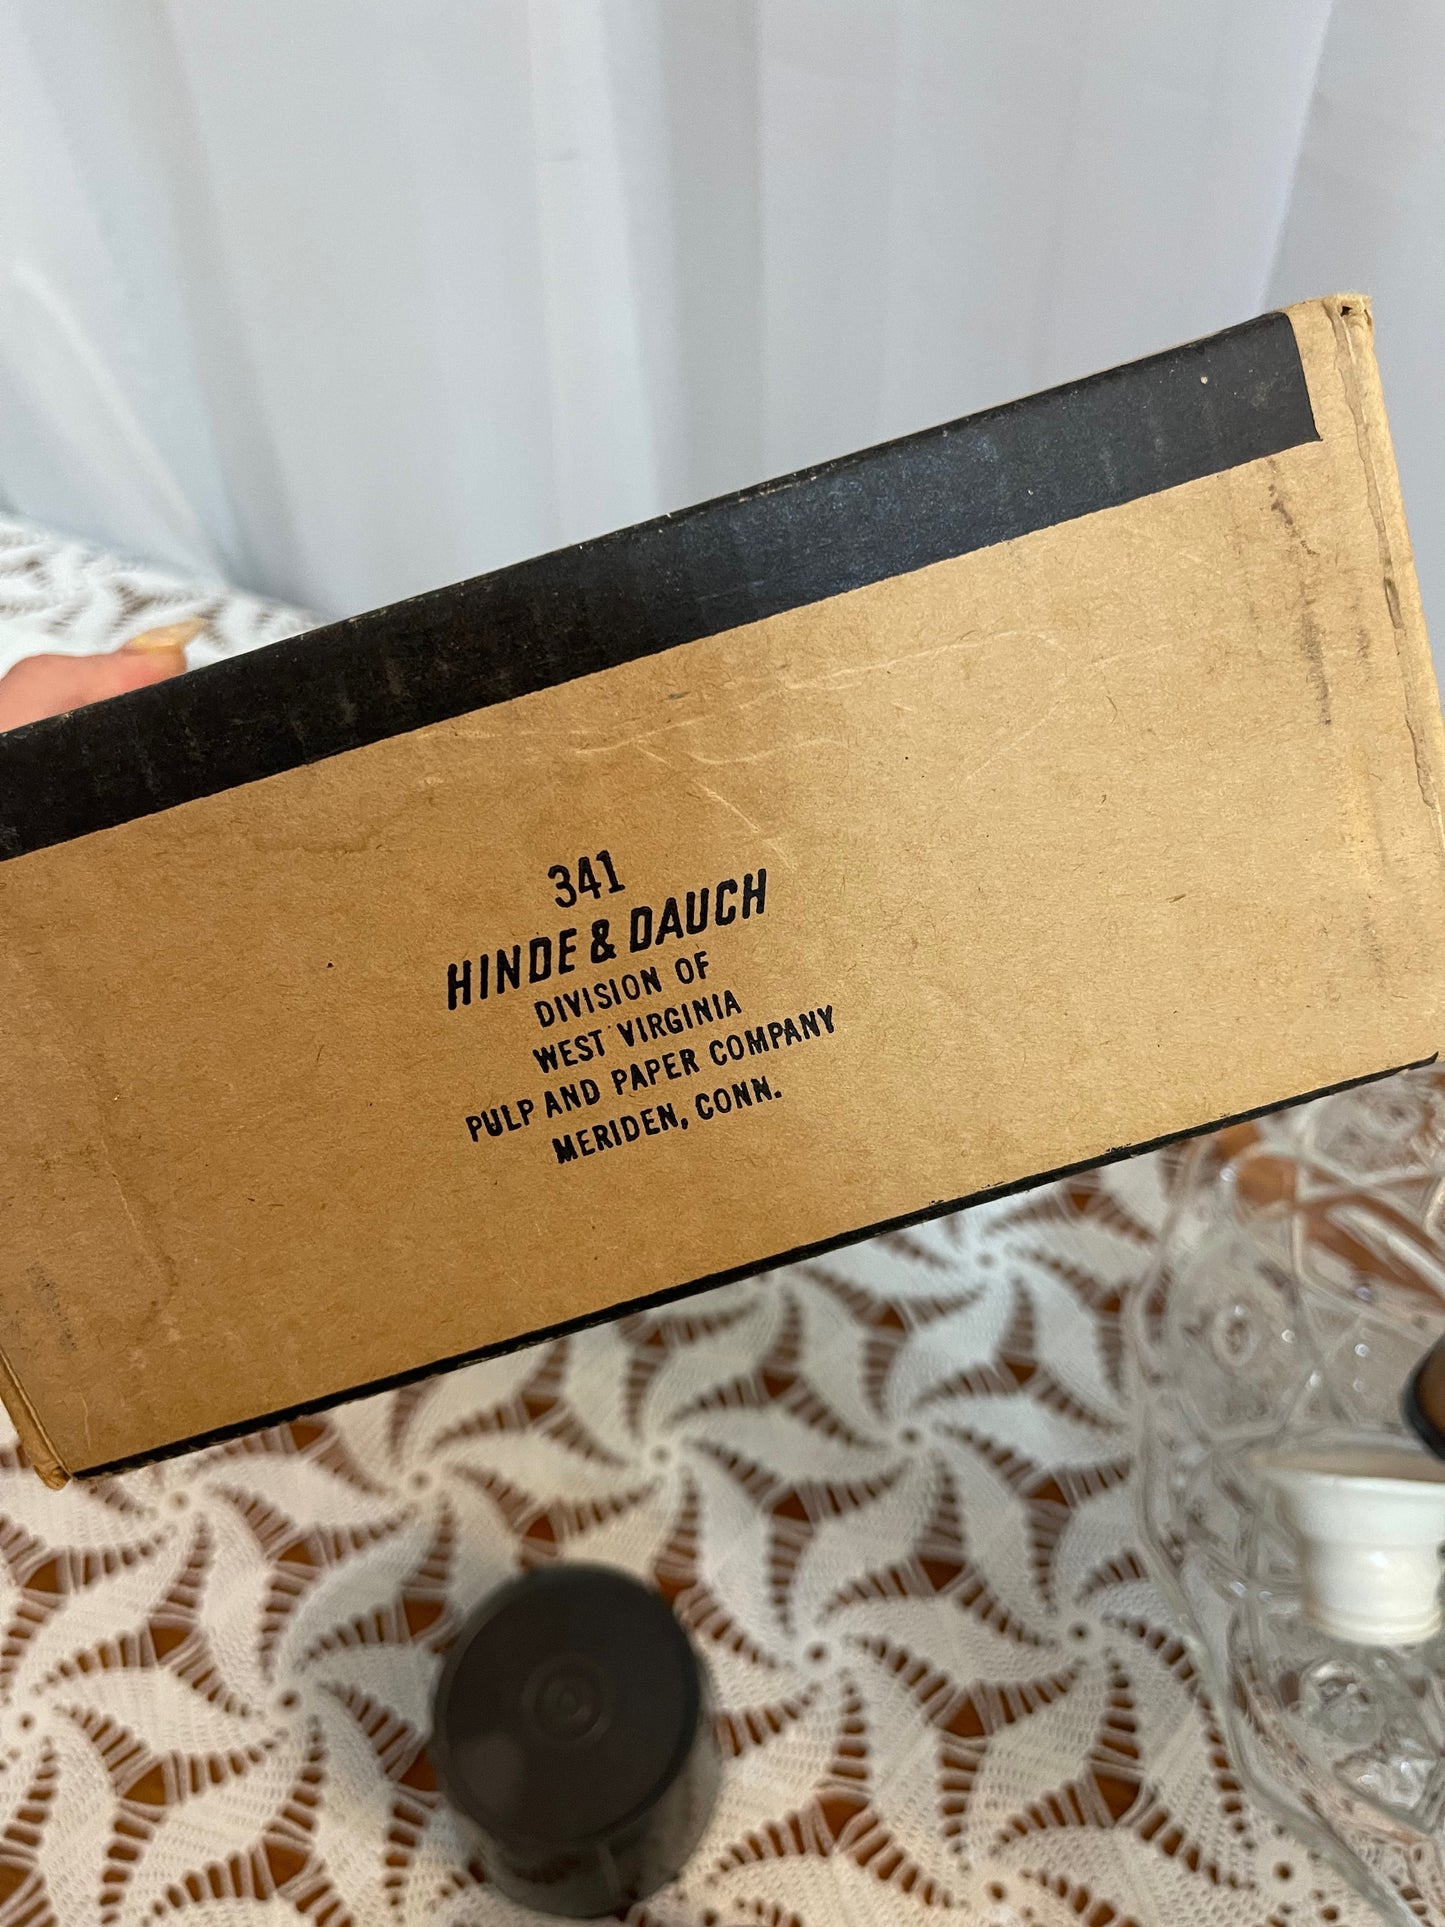 341
HINDE & DAUCH
DIVISION OF
WEST VIRGINIA
PULP AND PAPER COMPANY
MERIDEN, CONN.